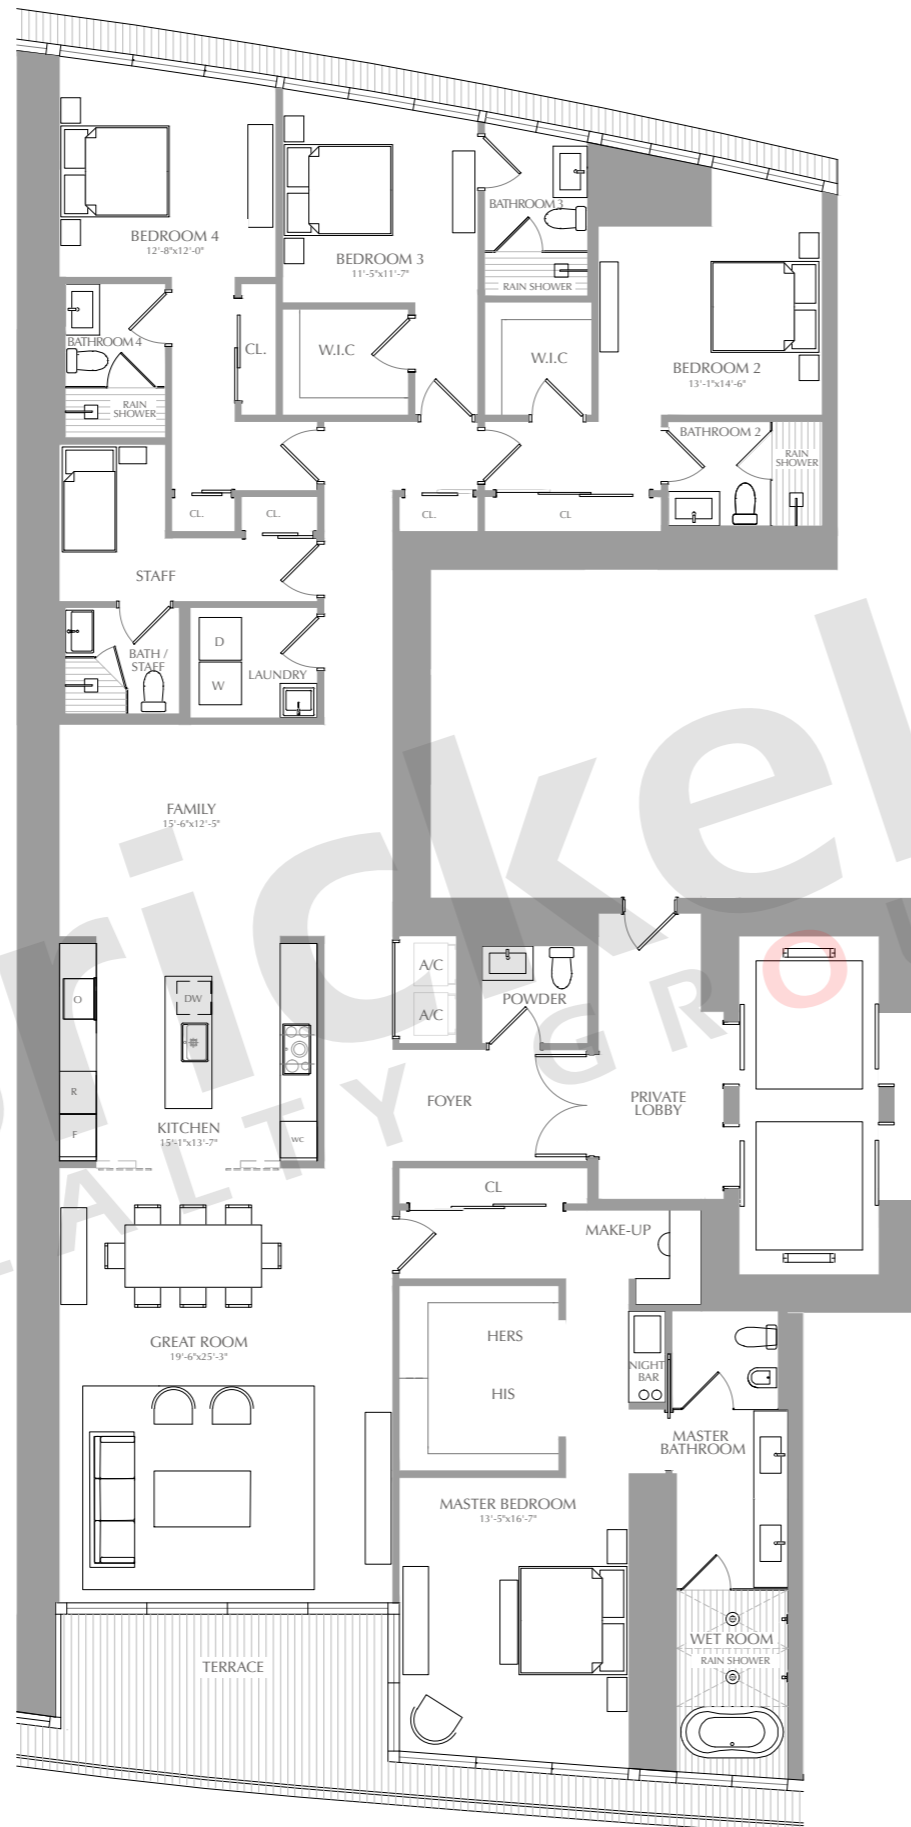 BEDROOM 4
12'-8"x12'-0"
BEDROOM 3
11'-5"x11'-7"
BATHROOM 3
RAIN SHOWER
BATHROOM 4
RAIN
SHOWER
CL.
W.I.C
W.I.C
BEDROOM 2
13'-1"x14'-6"
BATHROOM 2
RAIN
SHOWER
CL.
CL.
CL.
CL
STAFF
BATH /
STAFF
D
W
LAUNDRY
FAMILY
15'-6"x12'-5"
brickel
REALTY GROU
O
DW
R
F
WC
KITCHEN
15'-1"x13'-7"
A/C
A/C
POWDER
FOYER
PRIVATE
LOBBY
CL
MAKE-UP
GREAT ROOM
19'-6"x25'-3"
HERS
HIS
NIGHT
BAR
MASTER
BATHROOM
MASTER BEDROOM
13'-5"x16'-7"
TERRACE
WET ROOM
RAIN SHOWER